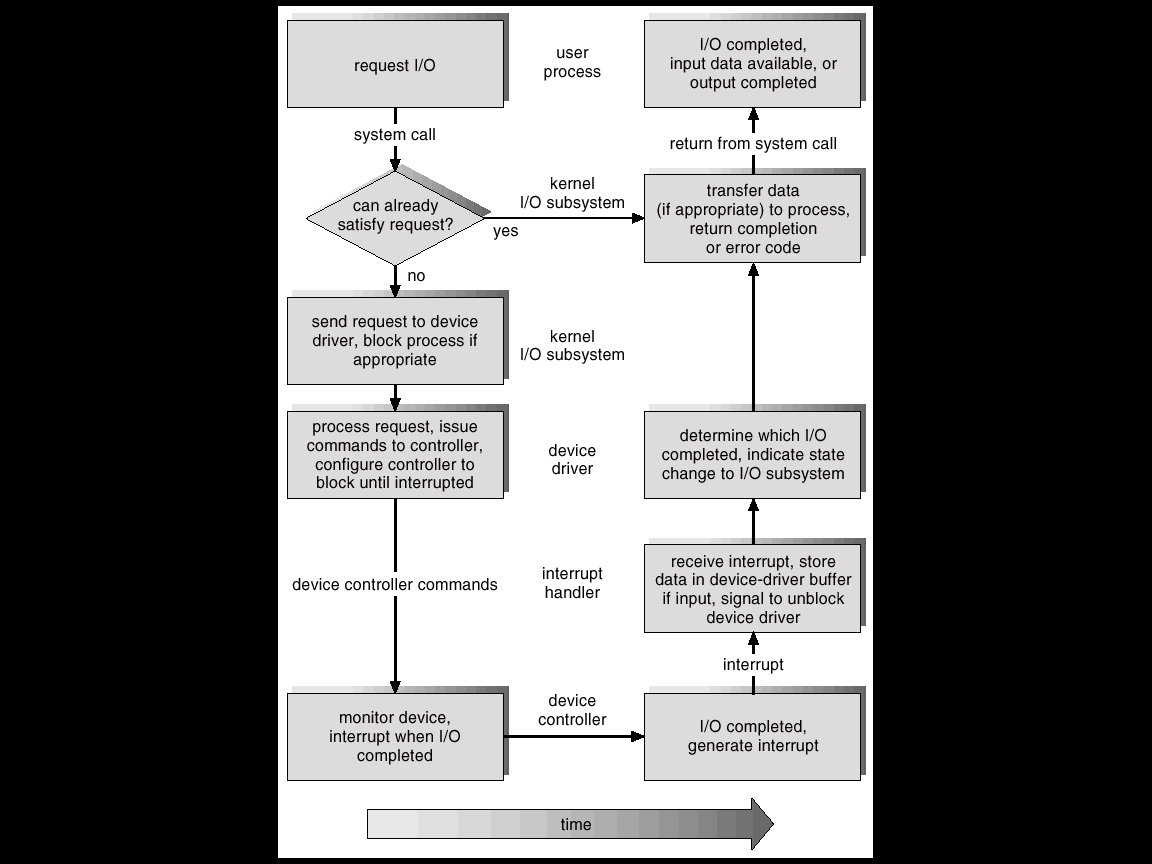 request I/O
user
process
I/O completed,
input data available, or
output completed
system call
return from system call
can already
satisfy request?
kernel
I/O subsystem
yes
transfer data
(if appropriate) to process,
return completion
or error code
no
send request to device
driver, block process if
appropriate
kernel
I/O subsystem
process request, issue
commands to controller,
configure controller to
block until interrupted
device
driver
determine which I/O
completed, indicate state
change to I/O subsystem
device controller commands
interrupt
handler
receive interrupt, store
data in device-driver buffer
if input, signal to unblock
device driver
interrupt
monitor device,
interrupt when I/O
completed
device
controller
I/O completed,
generate interrupt
time